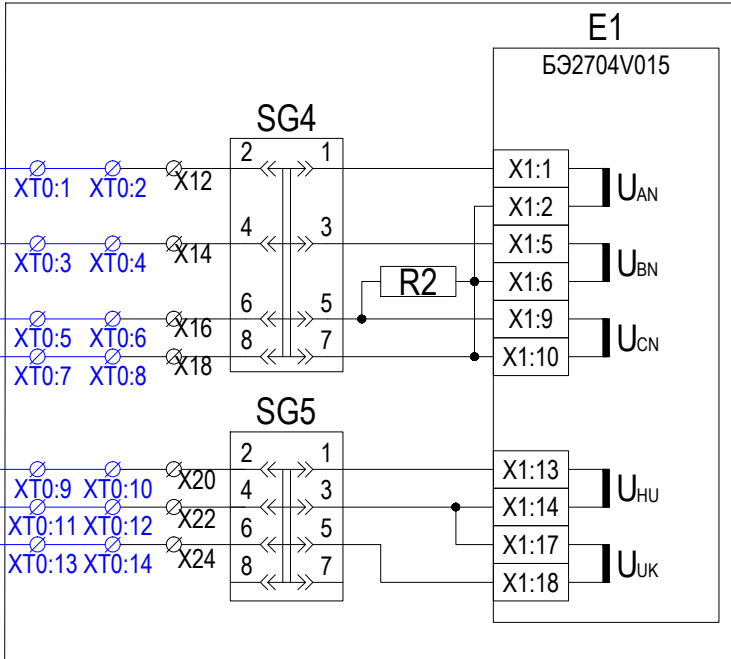 E1
БЭ2704V015
SG4
2 1
XT0:1 XT0:2 X12
X1:1
UAN
X1:2
4 3
XT0:3 XT0:4 X14
X1:5
UBN
R2
X1:6
6 5
XT0:5 XT0:6 X16
X1:9
UCN
8 7
XT0:7 XT0:8 X18
X1:10
SG5
2 1
XT0:9 XT0:10 X20
X1:13
UHU
4 3
XT0:11 XT0:12 X22
X1:14
6 5
XT0:13 XT0:14 X24
X1:17
UUK
8 7
X1:18